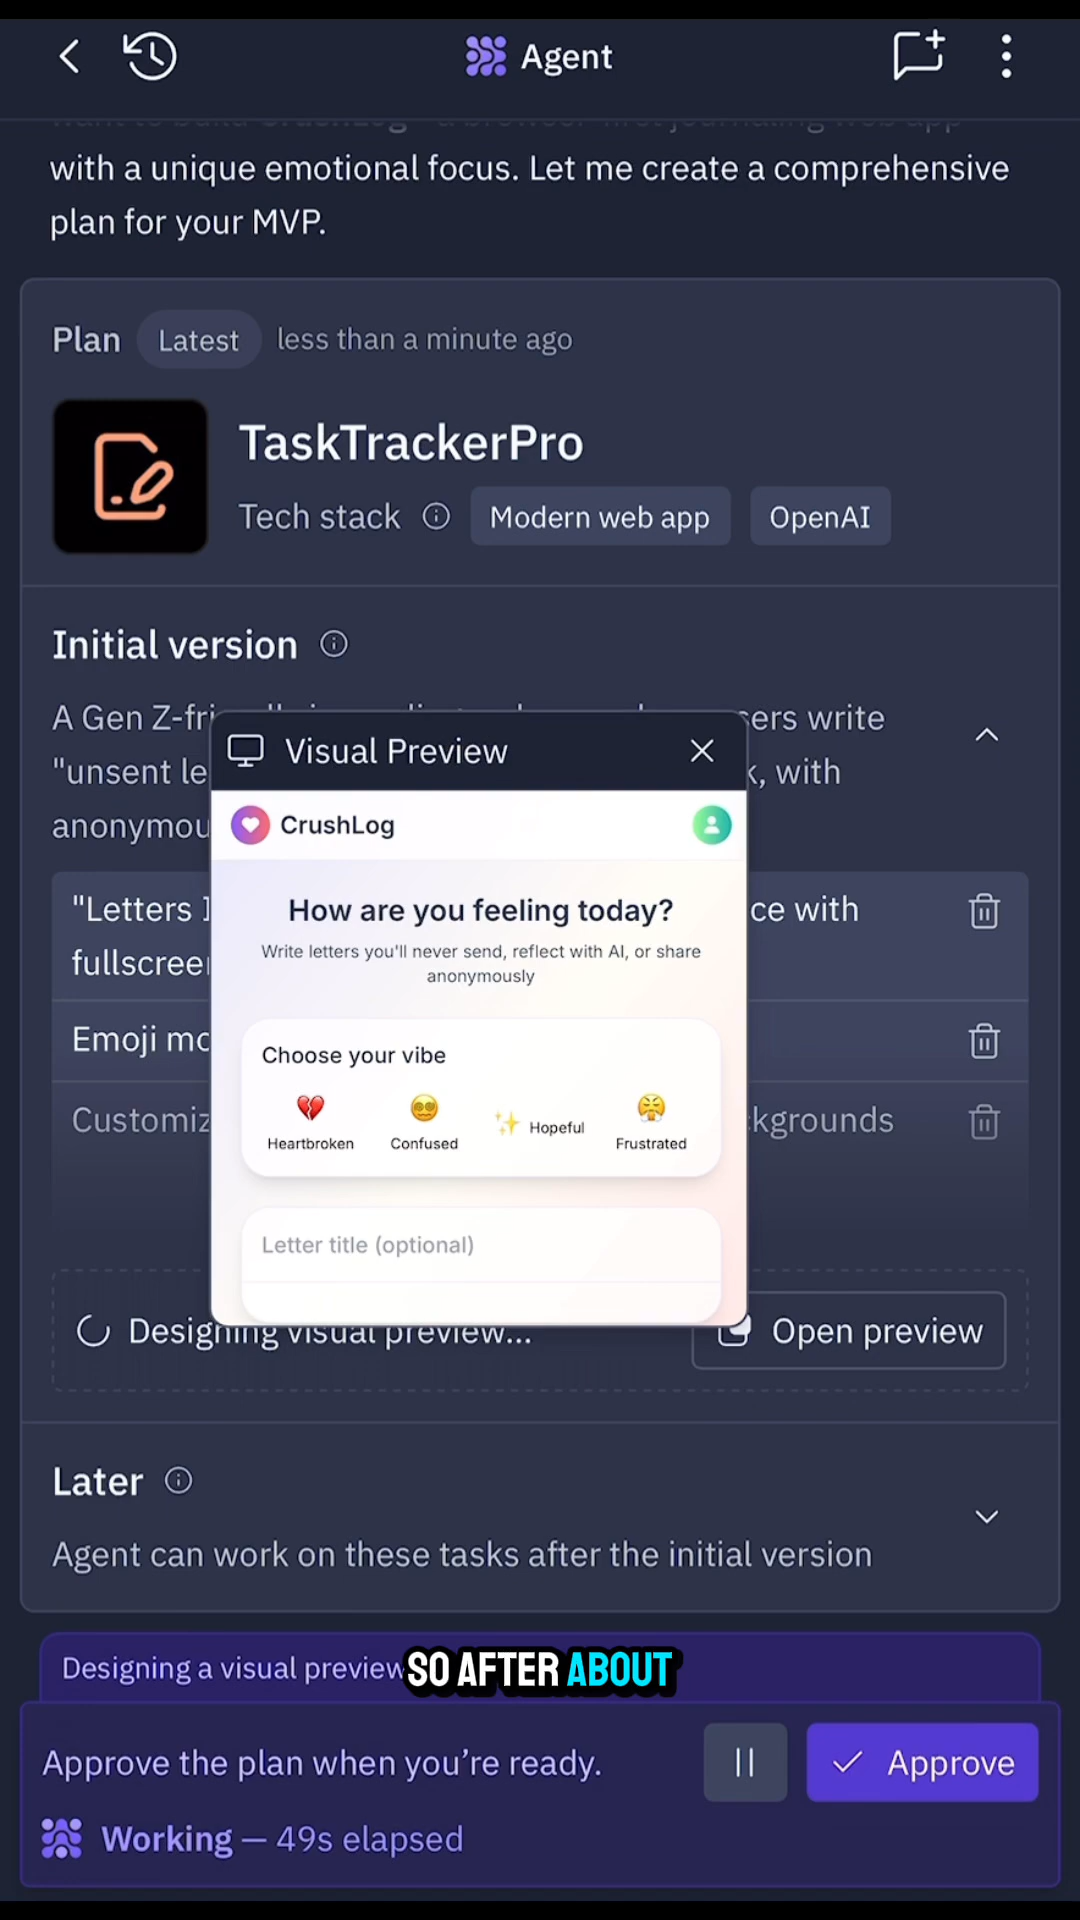 Agent
with a unique emotional focus. Let me create a comprehensive
plan for your MVP.
Plan Latest less than a minute ago
TaskTrackerPro
Tech stack Modern web app OpenAI
Initial version
A Gen Z-fri
ers write
"unsent le
, with
anonymou
"Letters
ce with
fullscree
Emoji mo
Customiz
kgrounds
Visual Preview
CrushLog
How are you feeling today?
Write letters you'll never send, reflect with AI, or share
anonymously
Choose your vibe
Heartbroken Confused Hopeful Frustrated
Letter title (optional)
Designing visual preview... Open preview
Later
Agent can work on these tasks after the initial version
Designing a visual preview
SO AFTER ABOUT
Approve the plan when you're ready. Approve
Working — 49s elapsed